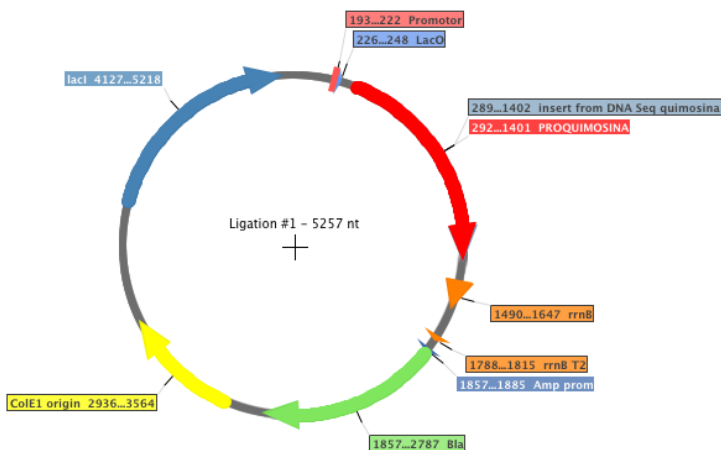 193...222 Promotor
226...248 LacO
lacI 4127...5218
289...1402 insert from DNA Seq quimosina
292...1401 PROQUIMOSINA
Ligation #1 - 5257 nt
1490...1647 rrnB
1788...1815 rrnB T2
1857...1885 Amp prom
ColE1 origin 2936...3564
1857...2787 Bla